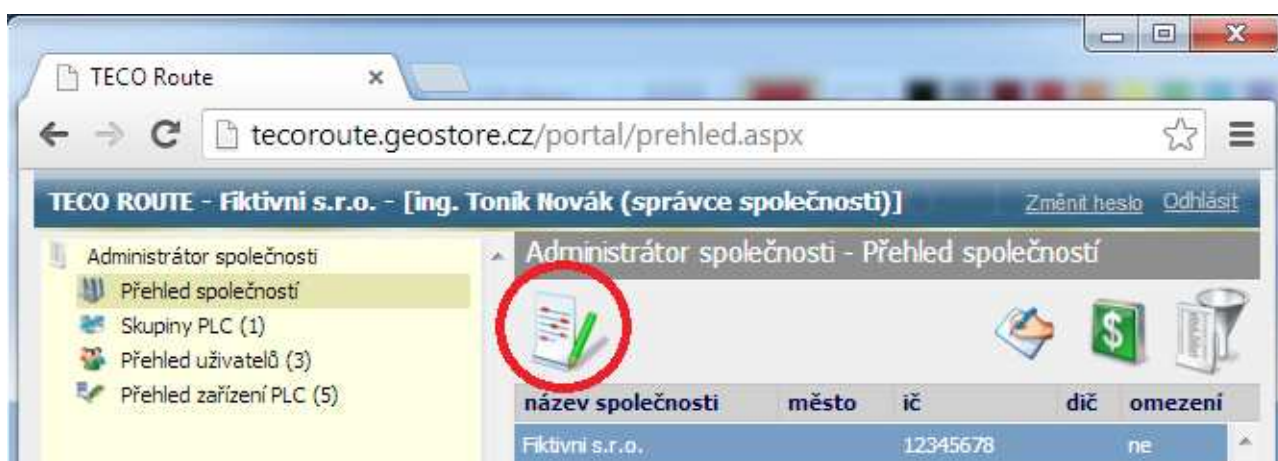 TECO Route
tecoroute.geostore.cz/portal/prehled.aspx
TECO ROUTE - Fiktivni s.r.o. - [ing. Toník Novák (správce společnosti)] Změnit heslo Odhlásit
Administrátor společnosti
Přehled společností
Skupiny PLC (1)
Přehled uživatelů (3)
Přehled zařízení PLC (5)
Administrátor společnosti - Přehled společností
název společnosti město ič dič omezení
Fiktivni s.r.o. 12345678 ne